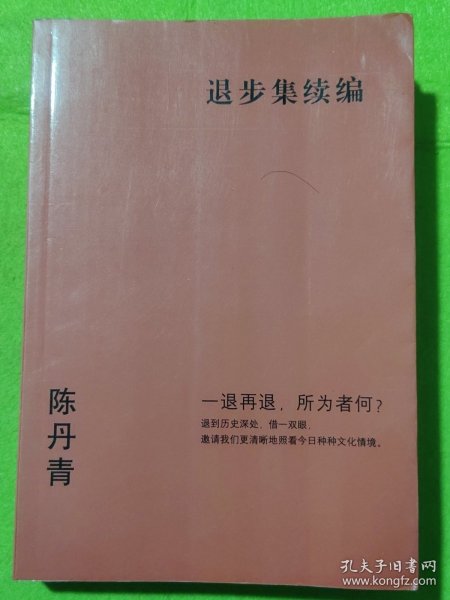 退步集续编
陈丹青
一退再退，所为者何？
退到历史深处，借一双眼，
邀请我们更清晰地照看今日种种文化情境。
孔夫子旧书网
www.kongfz.com